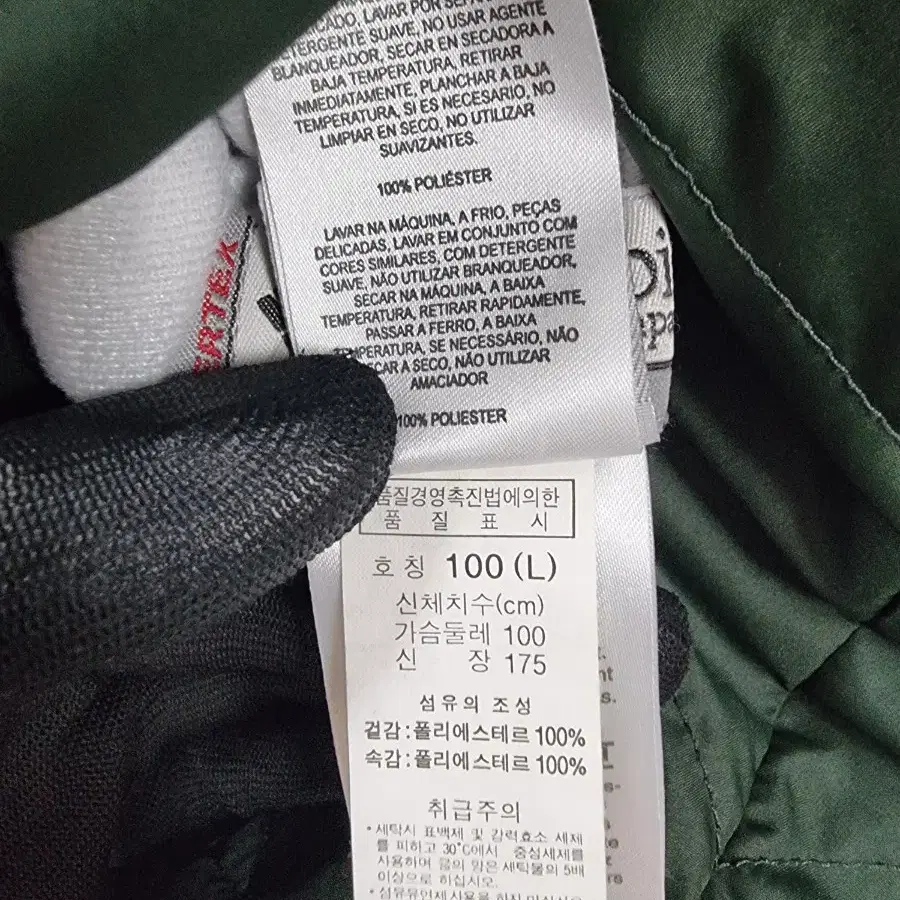 LAVAR POR
DETERGENTE SUAVE, NO USAR AGENTE
BLANQUEADOR, SECAR EN SECADORA A
BAJA TEMPERATURA, RETIRAR
INMEDIATAMENTE, PLANCHAR A BAJA
TEMPERATURA, SI ES NECESARIO, NO
LIMPIAR EN SECO, NO UTILIZAR
SUAVIZANTES.
100% POLIÉSTER
LAVAR NA MÁQUINA, A FRIO, PEÇAS
DELICADAS, LAVAR EM CONJUNTO COM
CORES SIMILARES, COM DETERGENTE
SUAVE, NÃO UTILIZAR BRANQUEADOR,
SECAR NA MÁQUINA, A BAIXA
TEMPERATURA, RETIRAR RAPIDAMENTE,
PASSAR A FERRO, A BAIXA
TEMPERATURA, SE NECESSÁRIO, NÃO
A SECO, NÃO UTILIZAR
AMACIADOR
100% POLIESTER
품질경영촉진법에의한
품 질 표 시
호 칭 100 (L)
신체치수(cm)
가슴둘레 100
신 장 175
섬유의 조성
겉감:폴리에스테르 100%
속감:폴리에스테르 100%
취급주의
*세탁시 표백제 및 강력효소 세제
를 피하고 30°C에서 중성세제를
사용하며 물의 양은 세탁물의 5배
이상으로 하십시오.